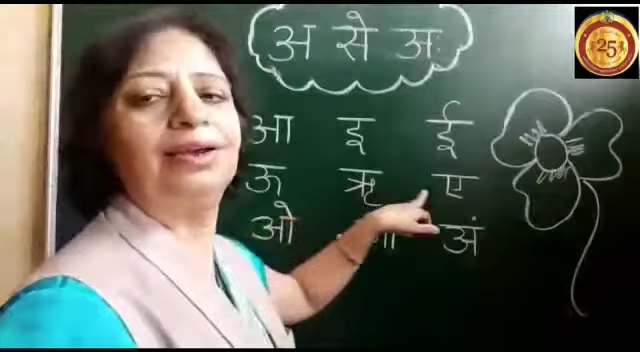 अ से अः
आ इ ई
ऊ ऋ ए
ओ अं
25